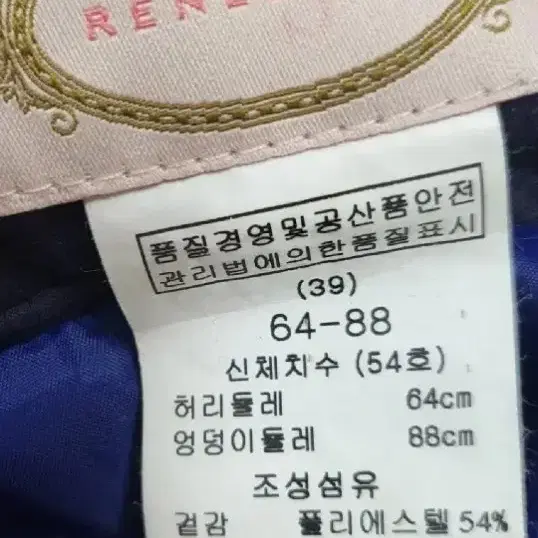 RENE
품질경영및공산품안전
관리법에의한품질표시
(39)
64-88
신체치수 (54호)
허리둘레 64cm
엉덩이둘레 88cm
조성섬유
겉감 폴리에스텔 54%